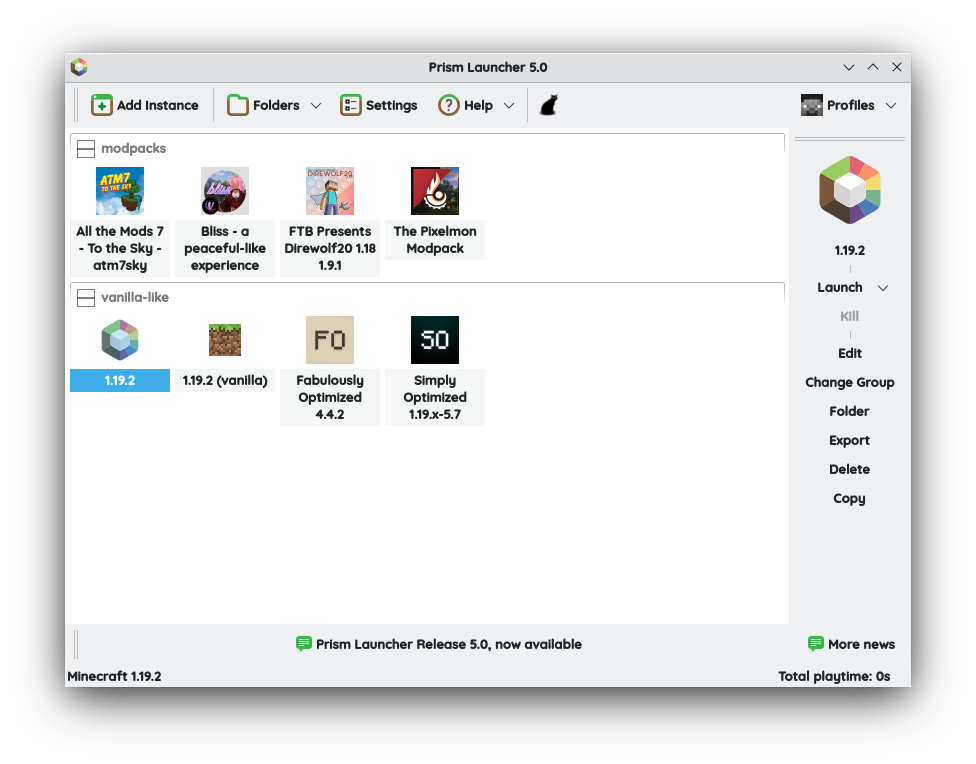 Prism Launcher 5.0
Add Instance Folders Settings Help Profiles
modpacks
ATM7
TO THE SKY
bliss
DIREWOLF20
All the Mods 7
- To the Sky -
atm7sky
Bliss - a
peaceful-like
experience
FTB Presents
Direwolf20 1.18
1.9.1
The Pixelmon
Modpack
vanilla-like
FO
SO
1.19.2
1.19.2 (vanilla)
Fabulously
Optimized
4.4.2
Simply
Optimized
1.19.x-5.7
1.19.2
Launch
Kill
Edit
Change Group
Folder
Export
Delete
Copy
Prism Launcher Release 5.0, now available
More news
Minecraft 1.19.2
Total playtime: 0s